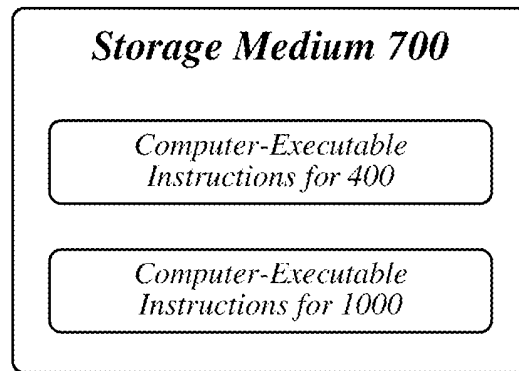 Storage Medium 700
Computer-Executable
Instructions for 400
Computer-Executable
Instructions for 1000